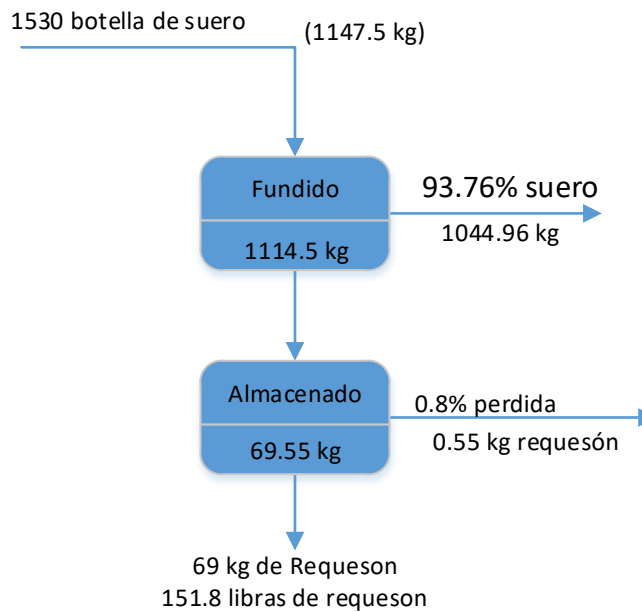 1530 botella de suero
(1147.5 kg)
Fundido
1114.5 kg
93.76% suero
1044.96 kg
Almacenado
69.55 kg
0.8% perdida
0.55 kg requesón
69 kg de Requeson
151.8 libras de requeson